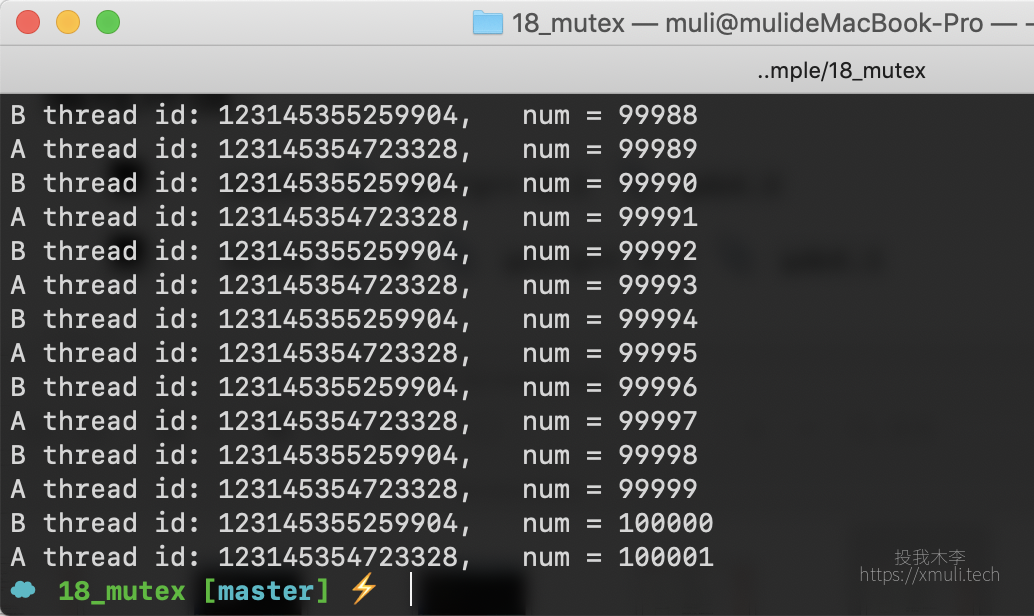 18_mutex — muli@mulideMacBook-Pro — -
..mple/18_mutex
B thread id: 123145355259904,   num = 99988
A thread id: 123145354723328,   num = 99989
B thread id: 123145355259904,   num = 99990
A thread id: 123145354723328,   num = 99991
B thread id: 123145355259904,   num = 99992
A thread id: 123145354723328,   num = 99993
B thread id: 123145355259904,   num = 99994
A thread id: 123145354723328,   num = 99995
B thread id: 123145355259904,   num = 99996
A thread id: 123145354723328,   num = 99997
B thread id: 123145355259904,   num = 99998
A thread id: 123145354723328,   num = 99999
B thread id: 123145355259904,   num = 100000
A thread id: 123145354723328,   num = 100001
18_mutex [master] ⚡
投我木李
https://xmuli.tech